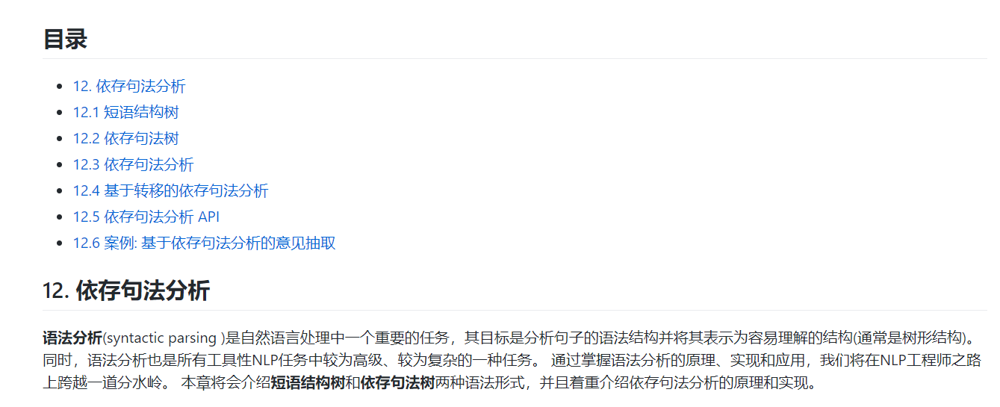 目录
12. 依存句法分析
12.1 短语结构树
12.2 依存句法树
12.3 依存句法分析
12.4 基于转移的依存句法分析
12.5 依存句法分析 API
12.6 案例: 基于依存句法分析的意见抽取
12. 依存句法分析
语法分析(syntactic parsing )是自然语言处理中一个重要的任务，其目标是分析句子的语法结构并将其表示为容易理解的结构(通常是树形结构)。
同时，语法分析也是所有工具性NLP任务中较为高级、较为复杂的一种任务。 通过掌握语法分析的原理、实现和应用，我们将在NLP工程师之路
上跨越一道分水岭。 本章将会介绍短语结构树和依存句法树两种语法形式，并且着重介绍依存句法分析的原理和实现。